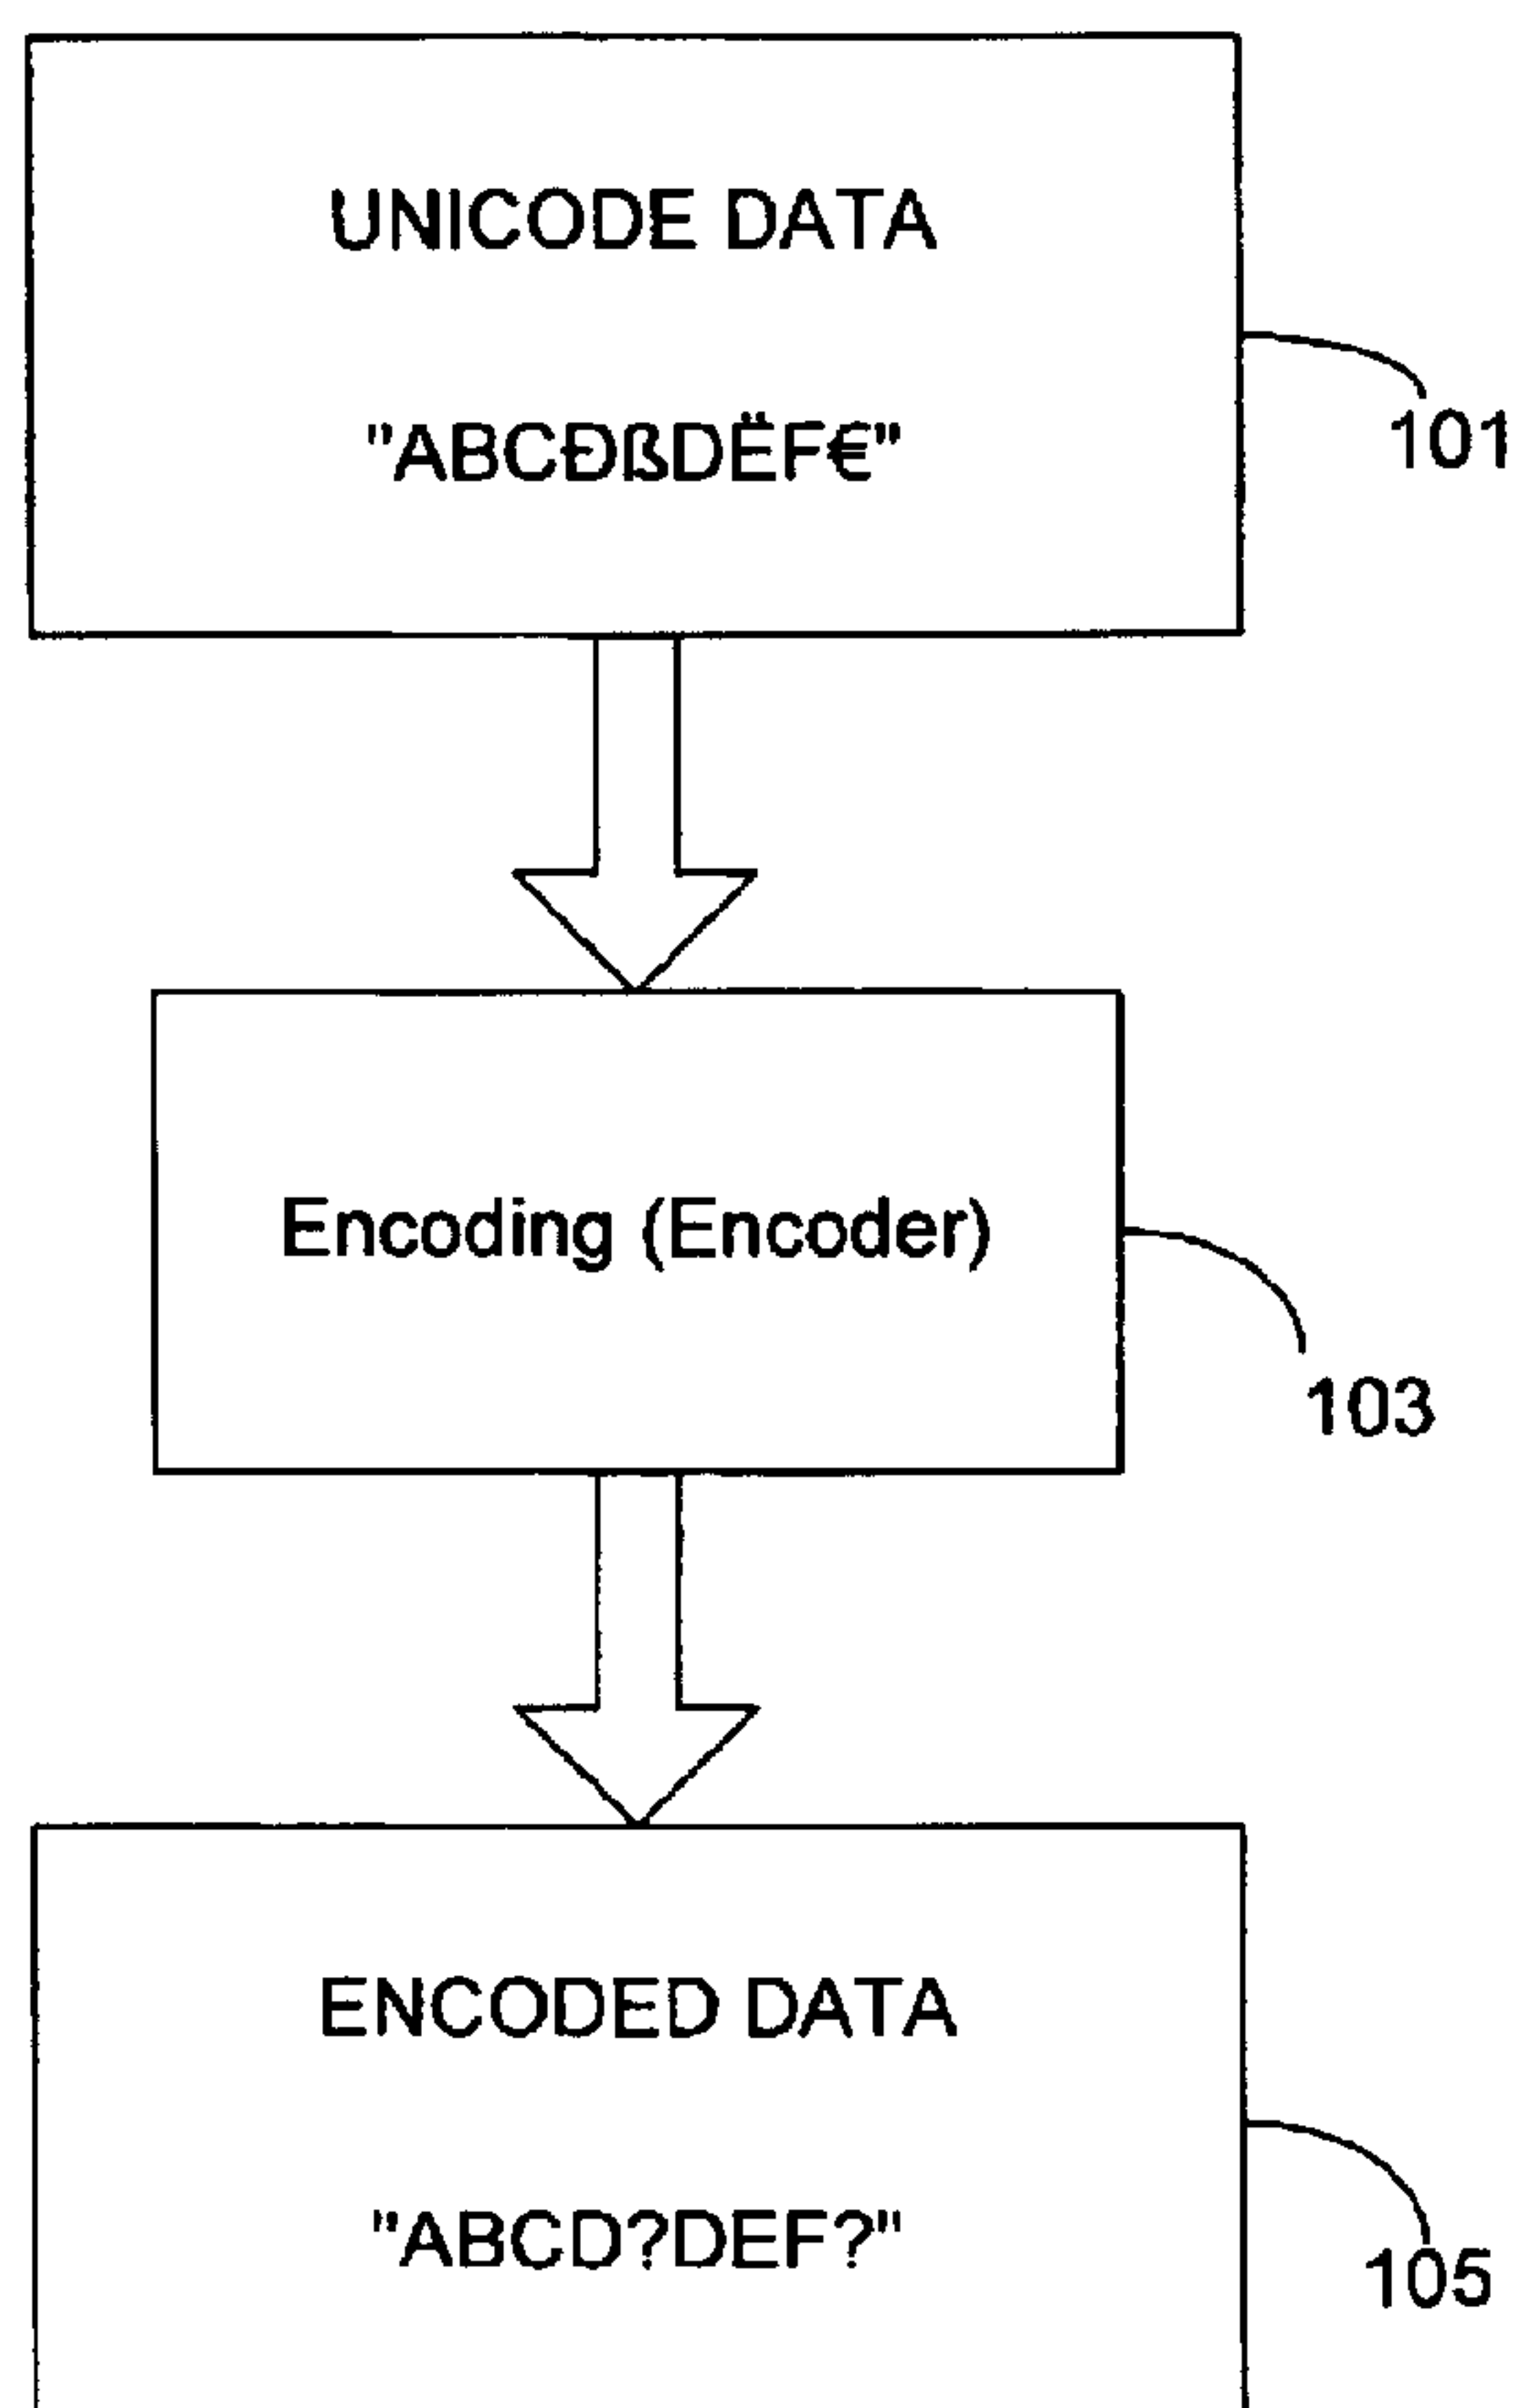 UNICODE DATA
"ABCĐßDËF€"
101
Encoding (Encoder)
103
ENCODED DATA
"ABCD?DEF?"
105